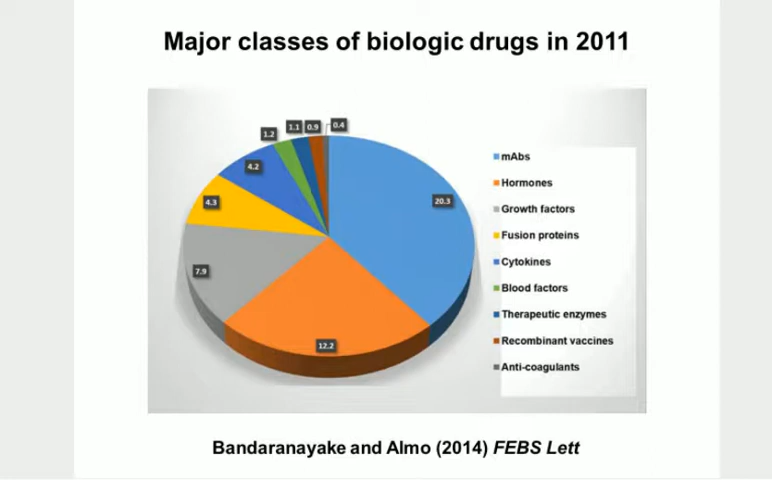 Major classes of biologic drugs in 2011
1.2
1.1
0.9
0.4
4.2
20.3
4.3
7.9
12.2
mAbs
Hormones
Growth factors
Fusion proteins
Cytokines
Blood factors
Therapeutic enzymes
Recombinant vaccines
Anti-coagulants
Bandaranayake and Almo (2014) FEBS Lett